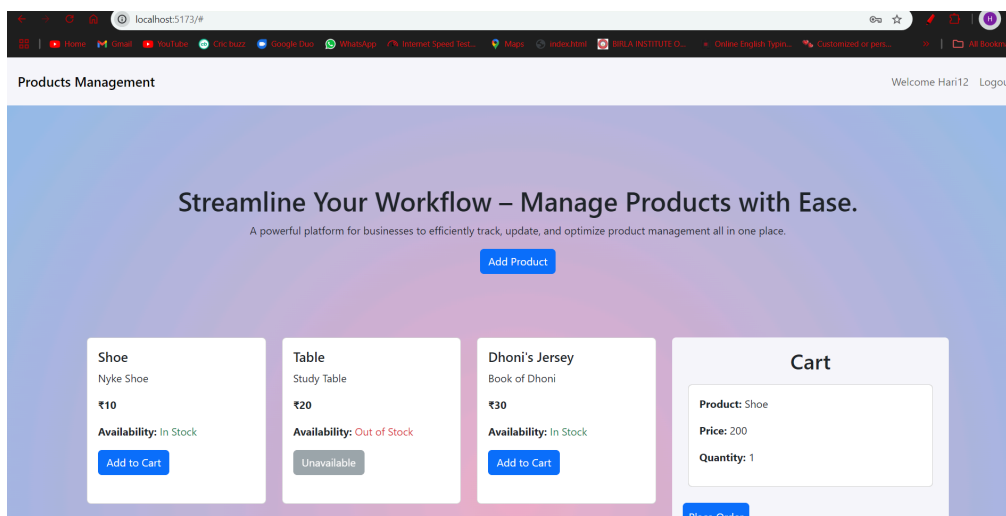 localhost:5173/#
Home Gmail YouTube Cric buzz Google Duo WhatsApp Internet Speed Test... Maps index.html BIRLA INSTITUTE O... Online English Typin... Customized or pers... » All Bookm
Products Management
Welcome Hari12 Logou
Streamline Your Workflow – Manage Products with Ease.
A powerful platform for businesses to efficiently track, update, and optimize product management all in one place.
Add Product
Shoe
Nyke Shoe
₹10
Availability: In Stock
Add to Cart
Table
Study Table
₹20
Availability: Out of Stock
Unavailable
Dhoni's Jersey
Book of Dhoni
₹30
Availability: In Stock
Add to Cart
Cart
Product: Shoe
Price: 200
Quantity: 1
Place Order